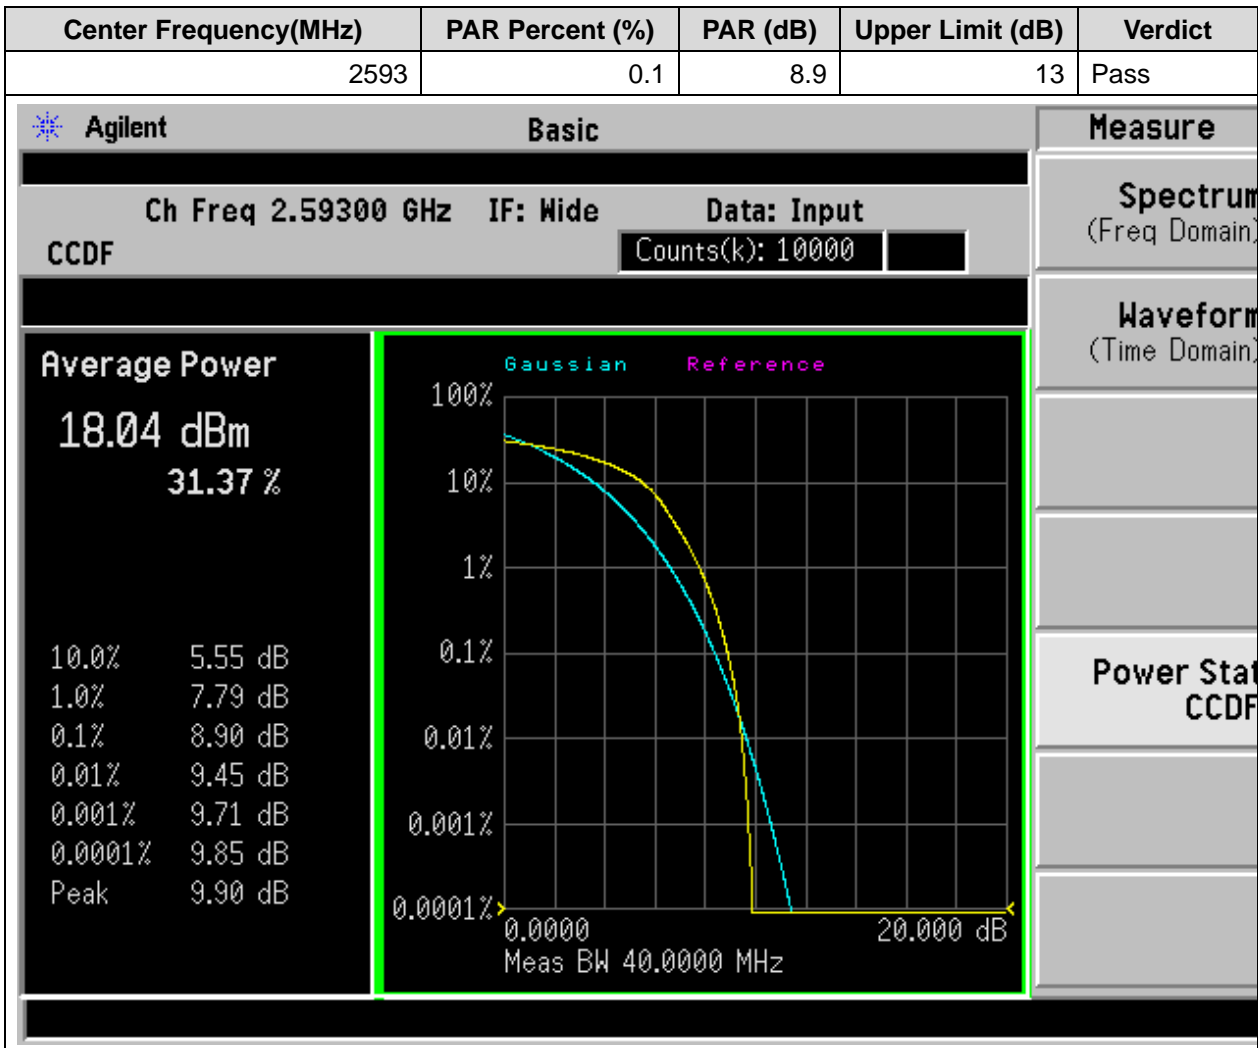 Center Frequency(MHz) PAR Percent (%) PAR (dB) Upper Limit (dB) Verdict
2593 0.1 8.9 13 Pass
Agilent Basic Measure
Ch Freq 2.59300 GHz IF: Wide Data: Input
CCDF Counts(k): 10000
Spectrum
(Freq Domain)
Waveform
(Time Domain)
Power Stat
CCDF
Average Power
18.04 dBm
31.37 %
10.0% 5.55 dB
1.0% 7.79 dB
0.1% 8.90 dB
0.01% 9.45 dB
0.001% 9.71 dB
0.0001% 9.85 dB
Peak 9.90 dB
Gaussian Reference
100%
10%
1%
0.1%
0.01%
0.001%
0.0001%
0.0000 20.000 dB
Meas BW 40.0000 MHz